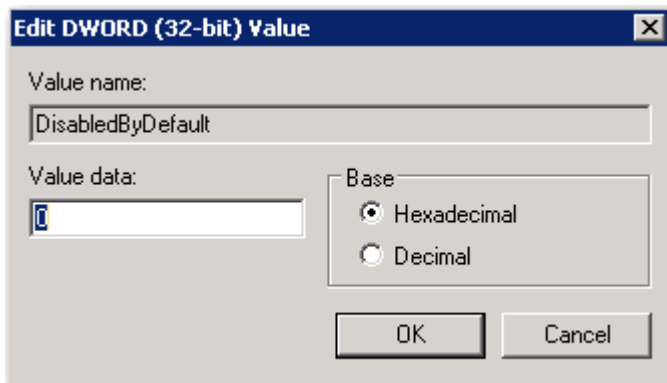 Edit DWORD (32-bit) Value
Value name:
DisabledByDefault
Value data:
0
Base
Hexadecimal
Decimal
OK
Cancel